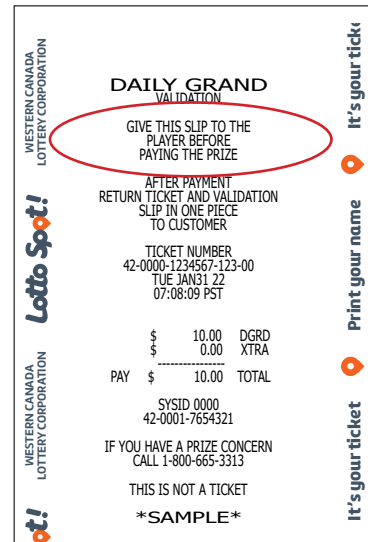 DAILY GRAND
VALIDATION
GIVE THIS SLIP TO THE
PLAYER BEFORE
PAYING THE PRIZE
AFTER PAYMENT
RETURN TICKET AND VALIDATION
SLIP IN ONE PIECE
TO CUSTOMER
TICKET NUMBER
42-0000-1234567-123-00
TUE JAN31 22
07:08:09 PST
$ 10.00 DGRD
$ 0.00 XTRA
----------------
PAY $ 10.00 TOTAL
SYSID 0000
42-0001-7654321
IF YOU HAVE A PRIZE CONCERN
CALL 1-800-665-3313
THIS IS NOT A TICKET
*SAMPLE*
WESTERN CANADA
LOTTERY CORPORATION
Lotto Spot!
WESTERN CANADA
LOTTERY CORPORATION
ot!
It's your ticke
Print your name
It's your ticket